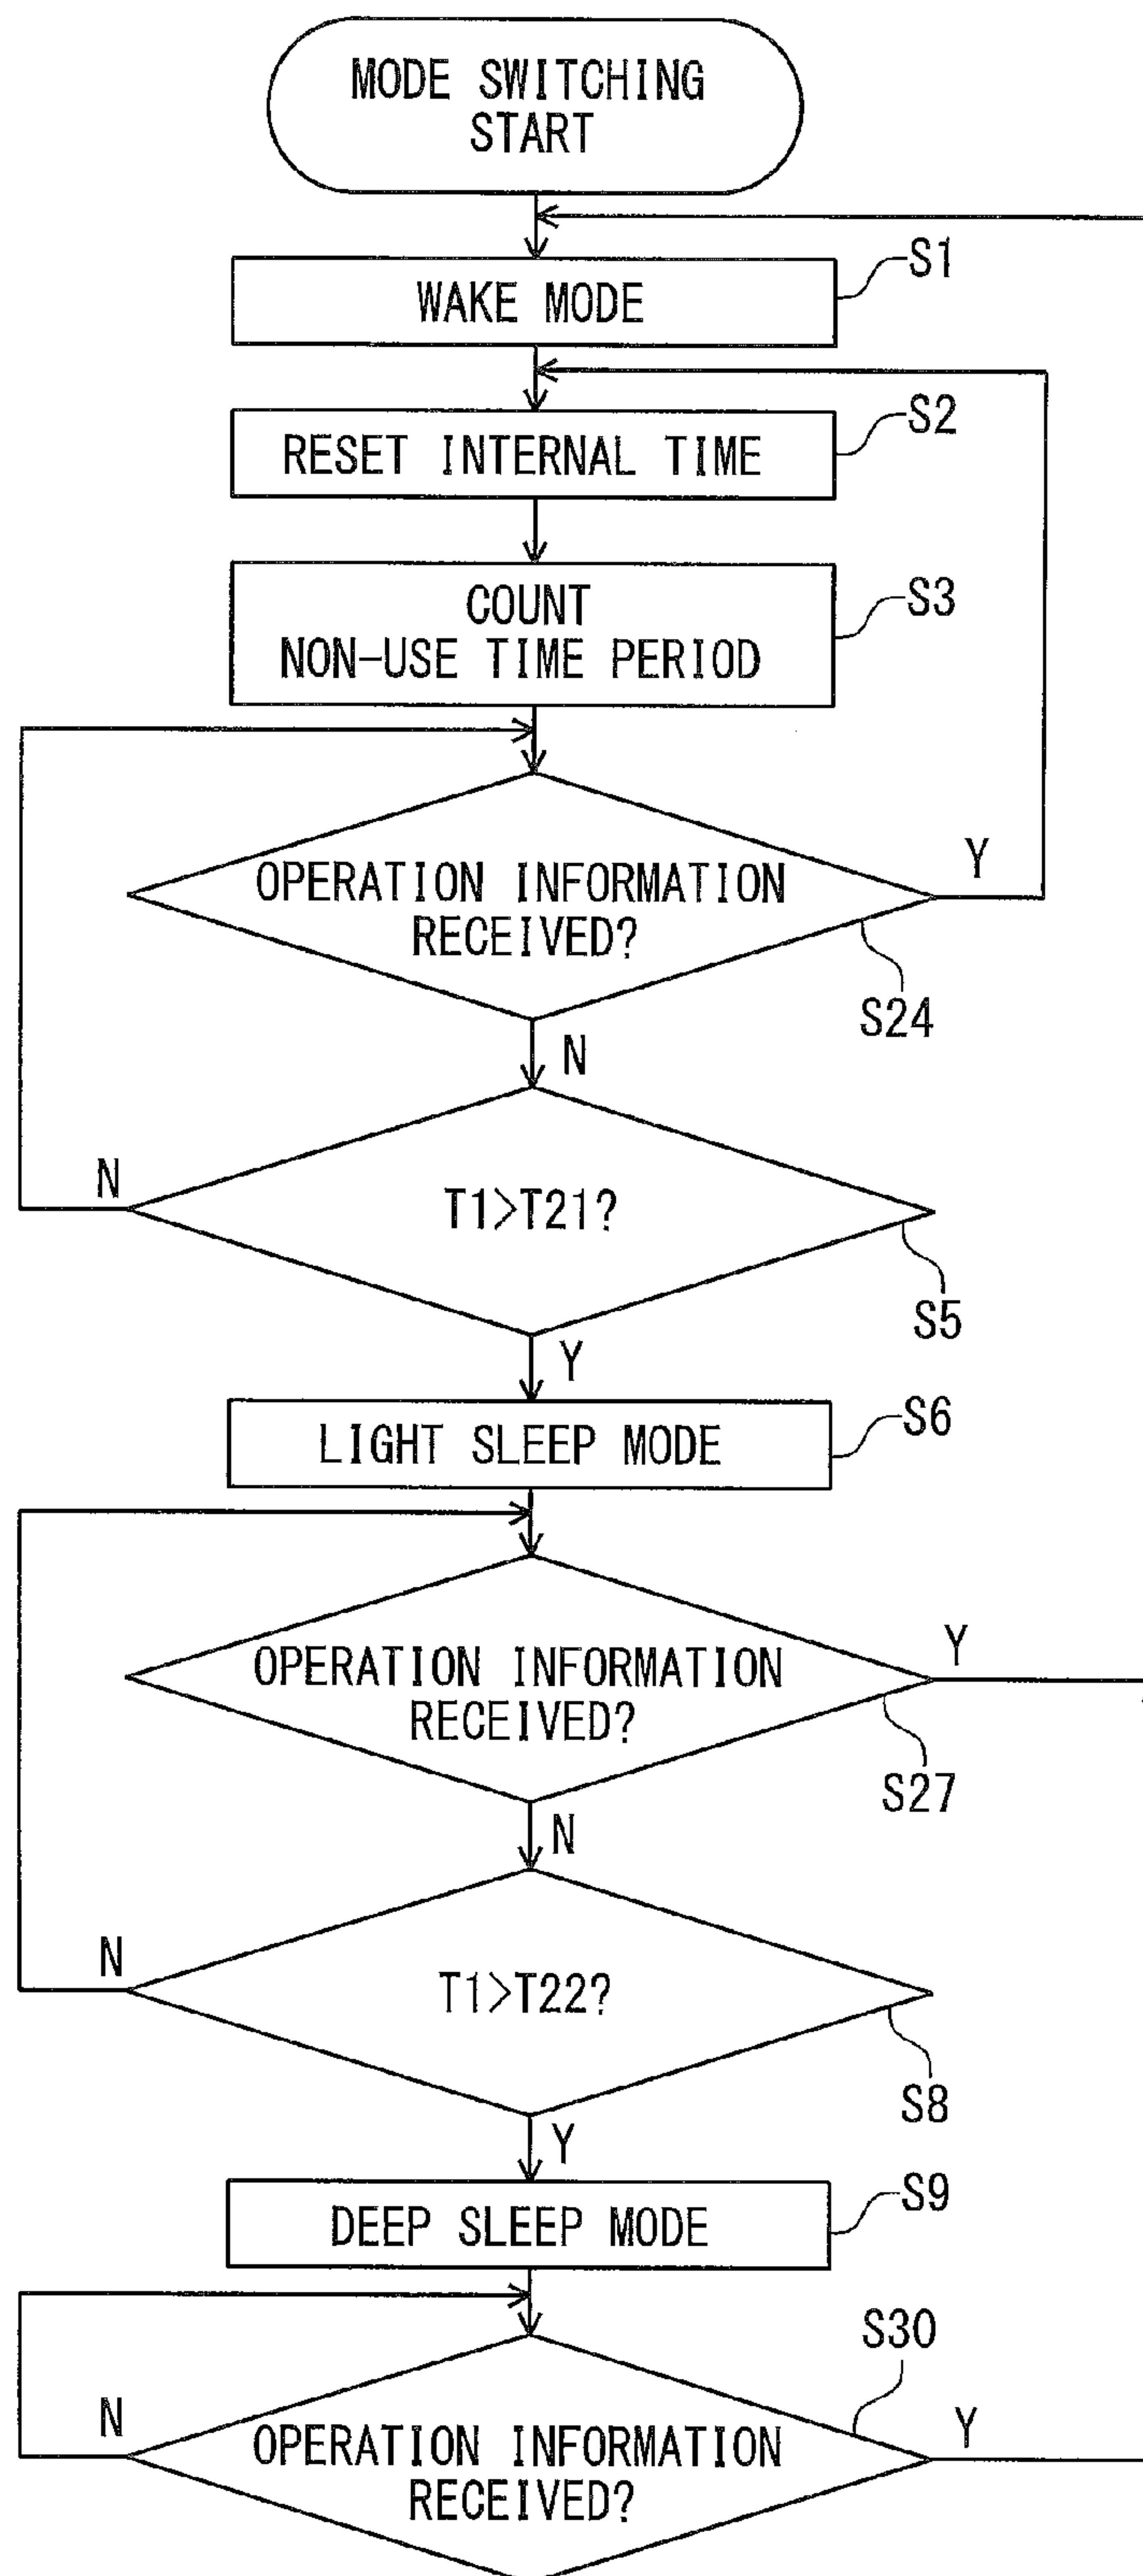 MODE SWITCHING
START
S1
WAKE MODE
S2
RESET INTERNAL TIME
S3
COUNT
NON-USE TIME PERIOD
OPERATION INFORMATION
RECEIVED?
Y
S24
N
T1>T21?
N
S5
Y
LIGHT SLEEP MODE
S6
OPERATION INFORMATION
RECEIVED?
Y
S27
N
T1>T22?
N
S8
Y
DEEP SLEEP MODE
S9
S30
OPERATION INFORMATION
RECEIVED?
N
Y